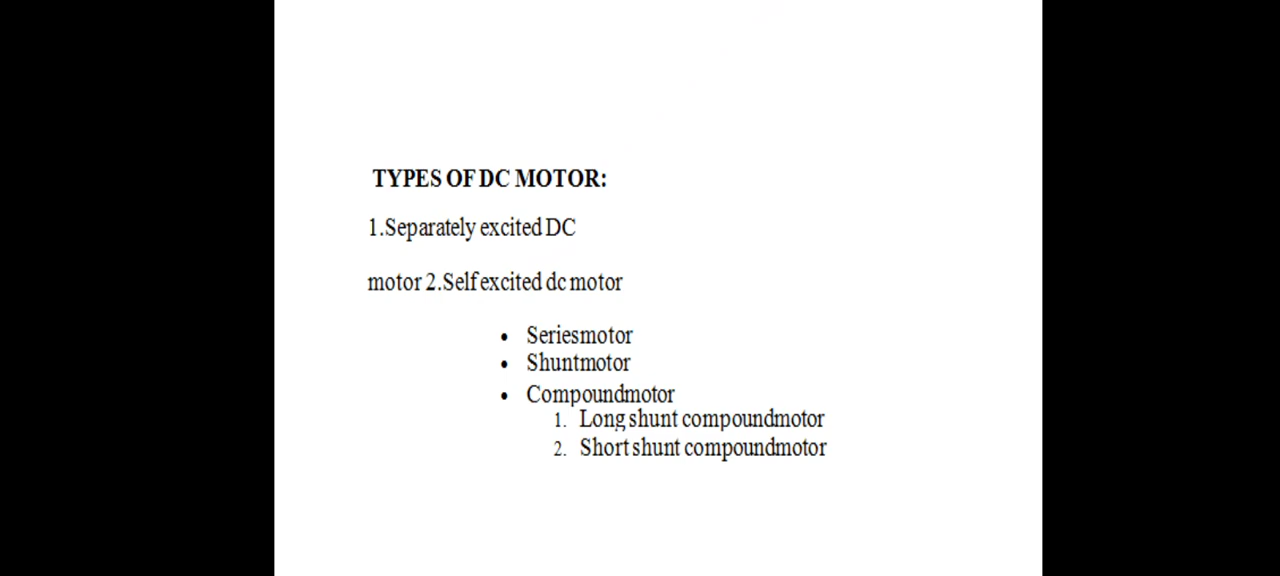 TYPES OF DC MOTOR:
1.Separately excited DC
motor 2.Self excited dc motor
• Seriesmotor
• Shuntmotor
• Compoundmotor
1. Long shunt compoundmotor
2. Short shunt compoundmotor